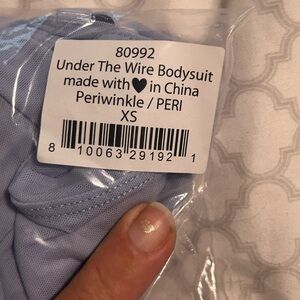 80992
Under The Wire Bodysuit
made with🖤in China
Periwinkle / PERI
XS
8 10063 29192 1